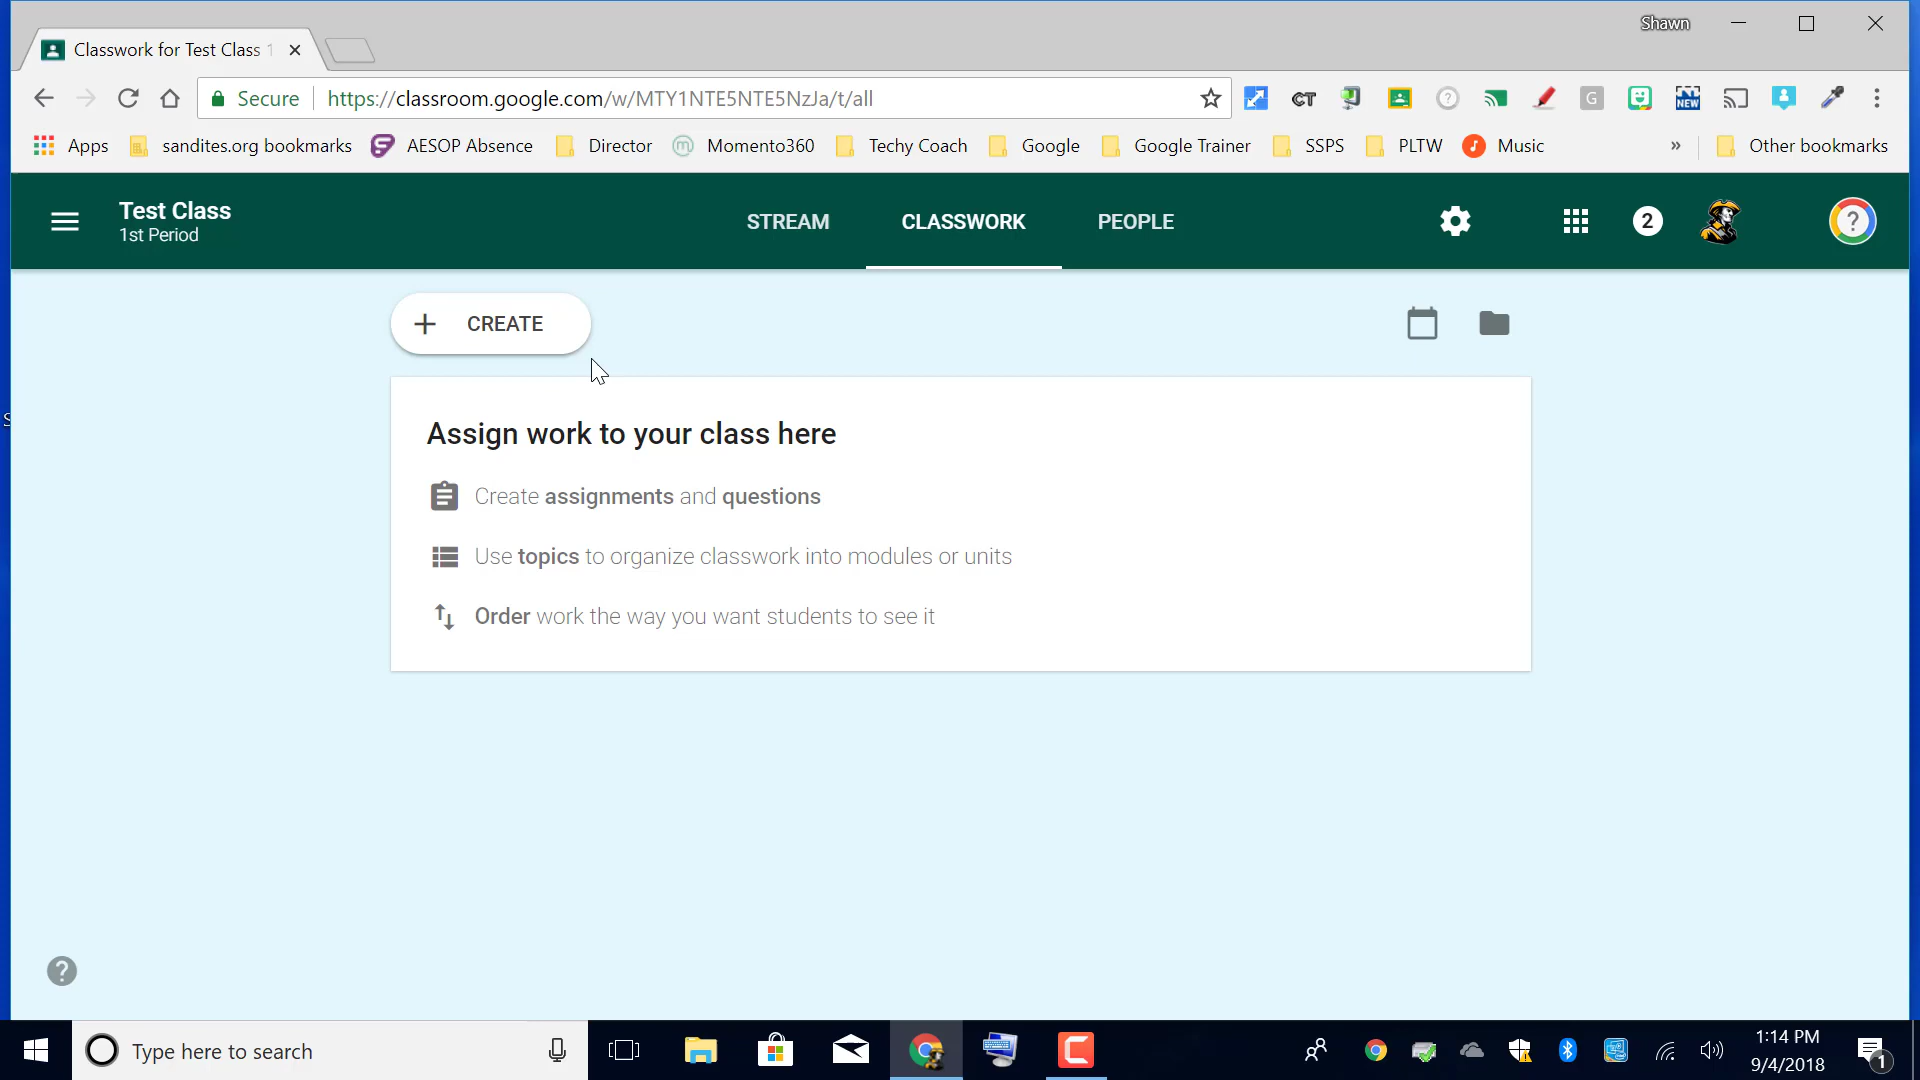 Shawn
Classwork for Test Class
Secure
https://classroom.google.com/w/MTY1NTE5NTE5NzJa/t/all
CT
G
NEW
Apps
sandites.org bookmarks
AESOP Absence
Director
m
Momento360
Techy Coach
Google
Google Trainer
SSPS
PLTW
Music
»
Other bookmarks
Test Class
1st Period
STREAM
CLASSWORK
PEOPLE
2
?
+ CREATE
Assign work to your class here
Create assignments and questions
Use topics to organize classwork into modules or units
Order work the way you want students to see it
?
Type here to search
1:14 PM
9/4/2018
1